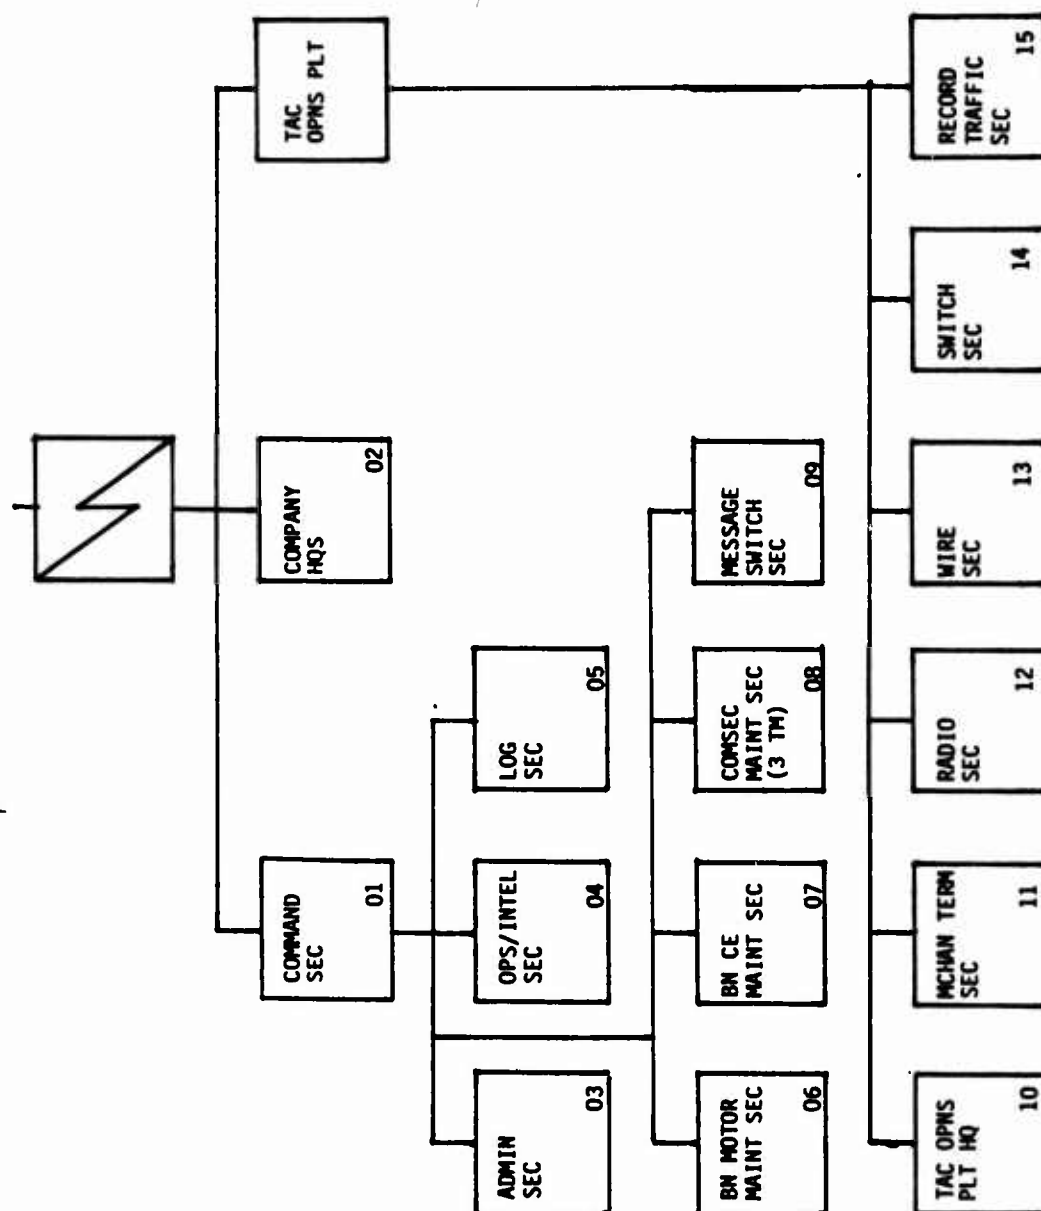 COMMAND
SEC
01
COMPANY
HQS
02
TAC
OPNS PLT
ADMIN
SEC
03
OPS/INTEL
SEC
04
LOG
SEC
05
BN MOTOR
MAINT SEC
06
BN CE
MAINT SEC
07
COMSEC
MAINT SEC
(3 TM)
08
MESSAGE
SWITCH
SEC
09
TAC OPNS
PLT HQ
10
MCHAN TERM
SEC
11
RADIO
SEC
12
WIRE
SEC
13
SWITCH
SEC
14
RECORD
TRAFFIC
SEC
15